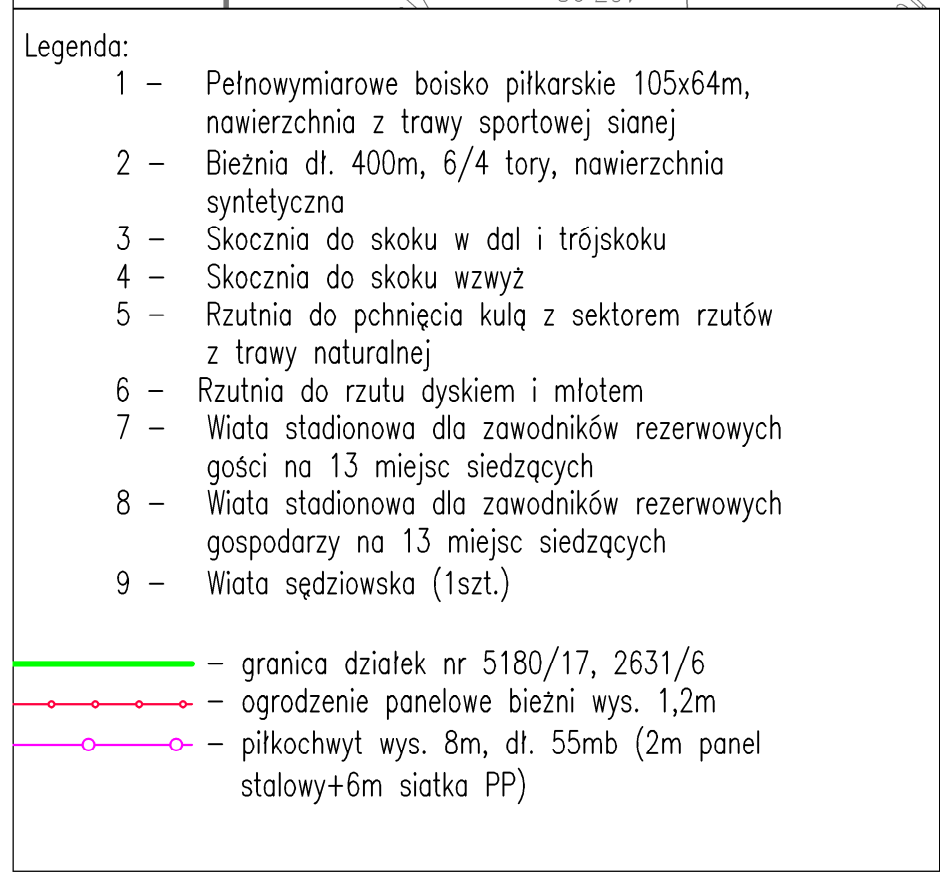 Legenda:
1 – Pełnowymiarowe boisko piłkarskie 105x64m,
nawierzchnia z trawy sportowej sianej
2 – Bieżnia dł. 400m, 6/4 tory, nawierzchnia
syntetyczna
3 – Skocznia do skoku w dal i trójskoku
4 – Skocznia do skoku wzwyż
5 – Rzutnia do pchnięcia kulą z sektorem rzutów
z trawy naturalnej
6 – Rzutnia do rzutu dyskiem i młotem
7 – Wiata stadionowa dla zawodników rezerwowych
gości na 13 miejsc siedzących
8 – Wiata stadionowa dla zawodników rezerwowych
gospodarzy na 13 miejsc siedzących
9 – Wiata sędziowska (1szt.)
– granica działek nr 5180/17, 2631/6
– ogrodzenie panelowe bieżni wys. 1,2m
– piłkochwyt wys. 8m, dł. 55mb (2m panel
stalowy+6m siatka PP)